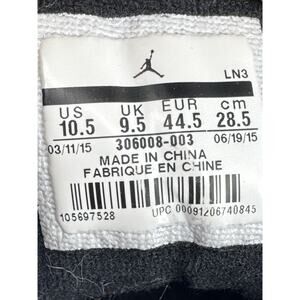 LN3
US UK EUR cm
10.5 9.5 44.5 28.5
03/11/15 306008-003 06/19/15
MADE IN CHINA
FABRIQUE EN CHINE
105697528 UPC 00091206740845